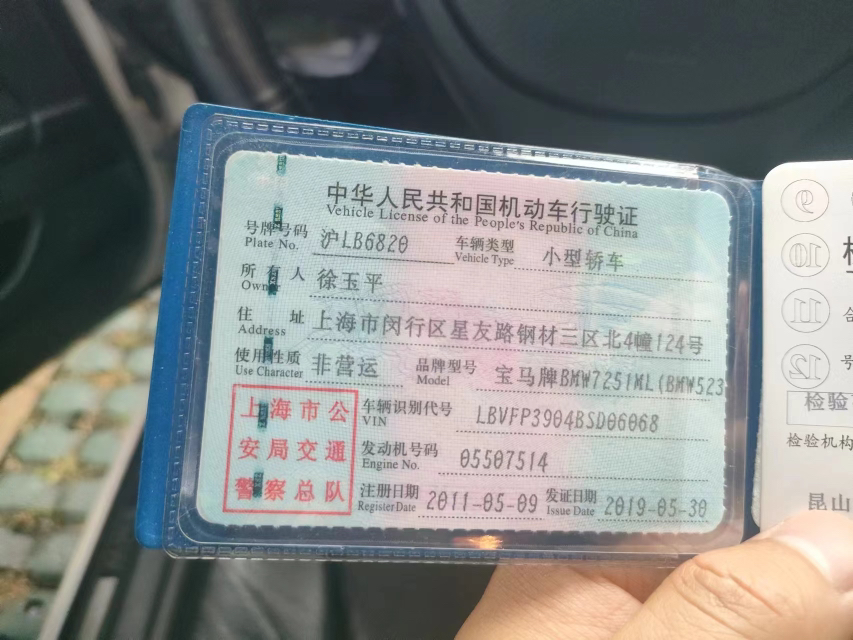 中华人民共和国机动车行驶证
Vehicle License of the People's Republic of China
号牌号码 沪LB6820 车辆类型 小型轿车
Plate No. Vehicle Type
所有人 徐玉平
Owner
住址 上海市闵行区星友路钢材三区北4幢124号
Address
使用性质 非营运 品牌型号 宝马牌BMW7251ML(BMW523
Use Character Model
上海市公安局交通警察总队
车辆识别代号 LBVFP3904BSD06068
VIN
发动机号码 05507514
Engine No.
注册日期 2011-05-09 发证日期 2019-05-30
Register Date Issue Date
9
10
11
12
号
检验
检验机构
昆山